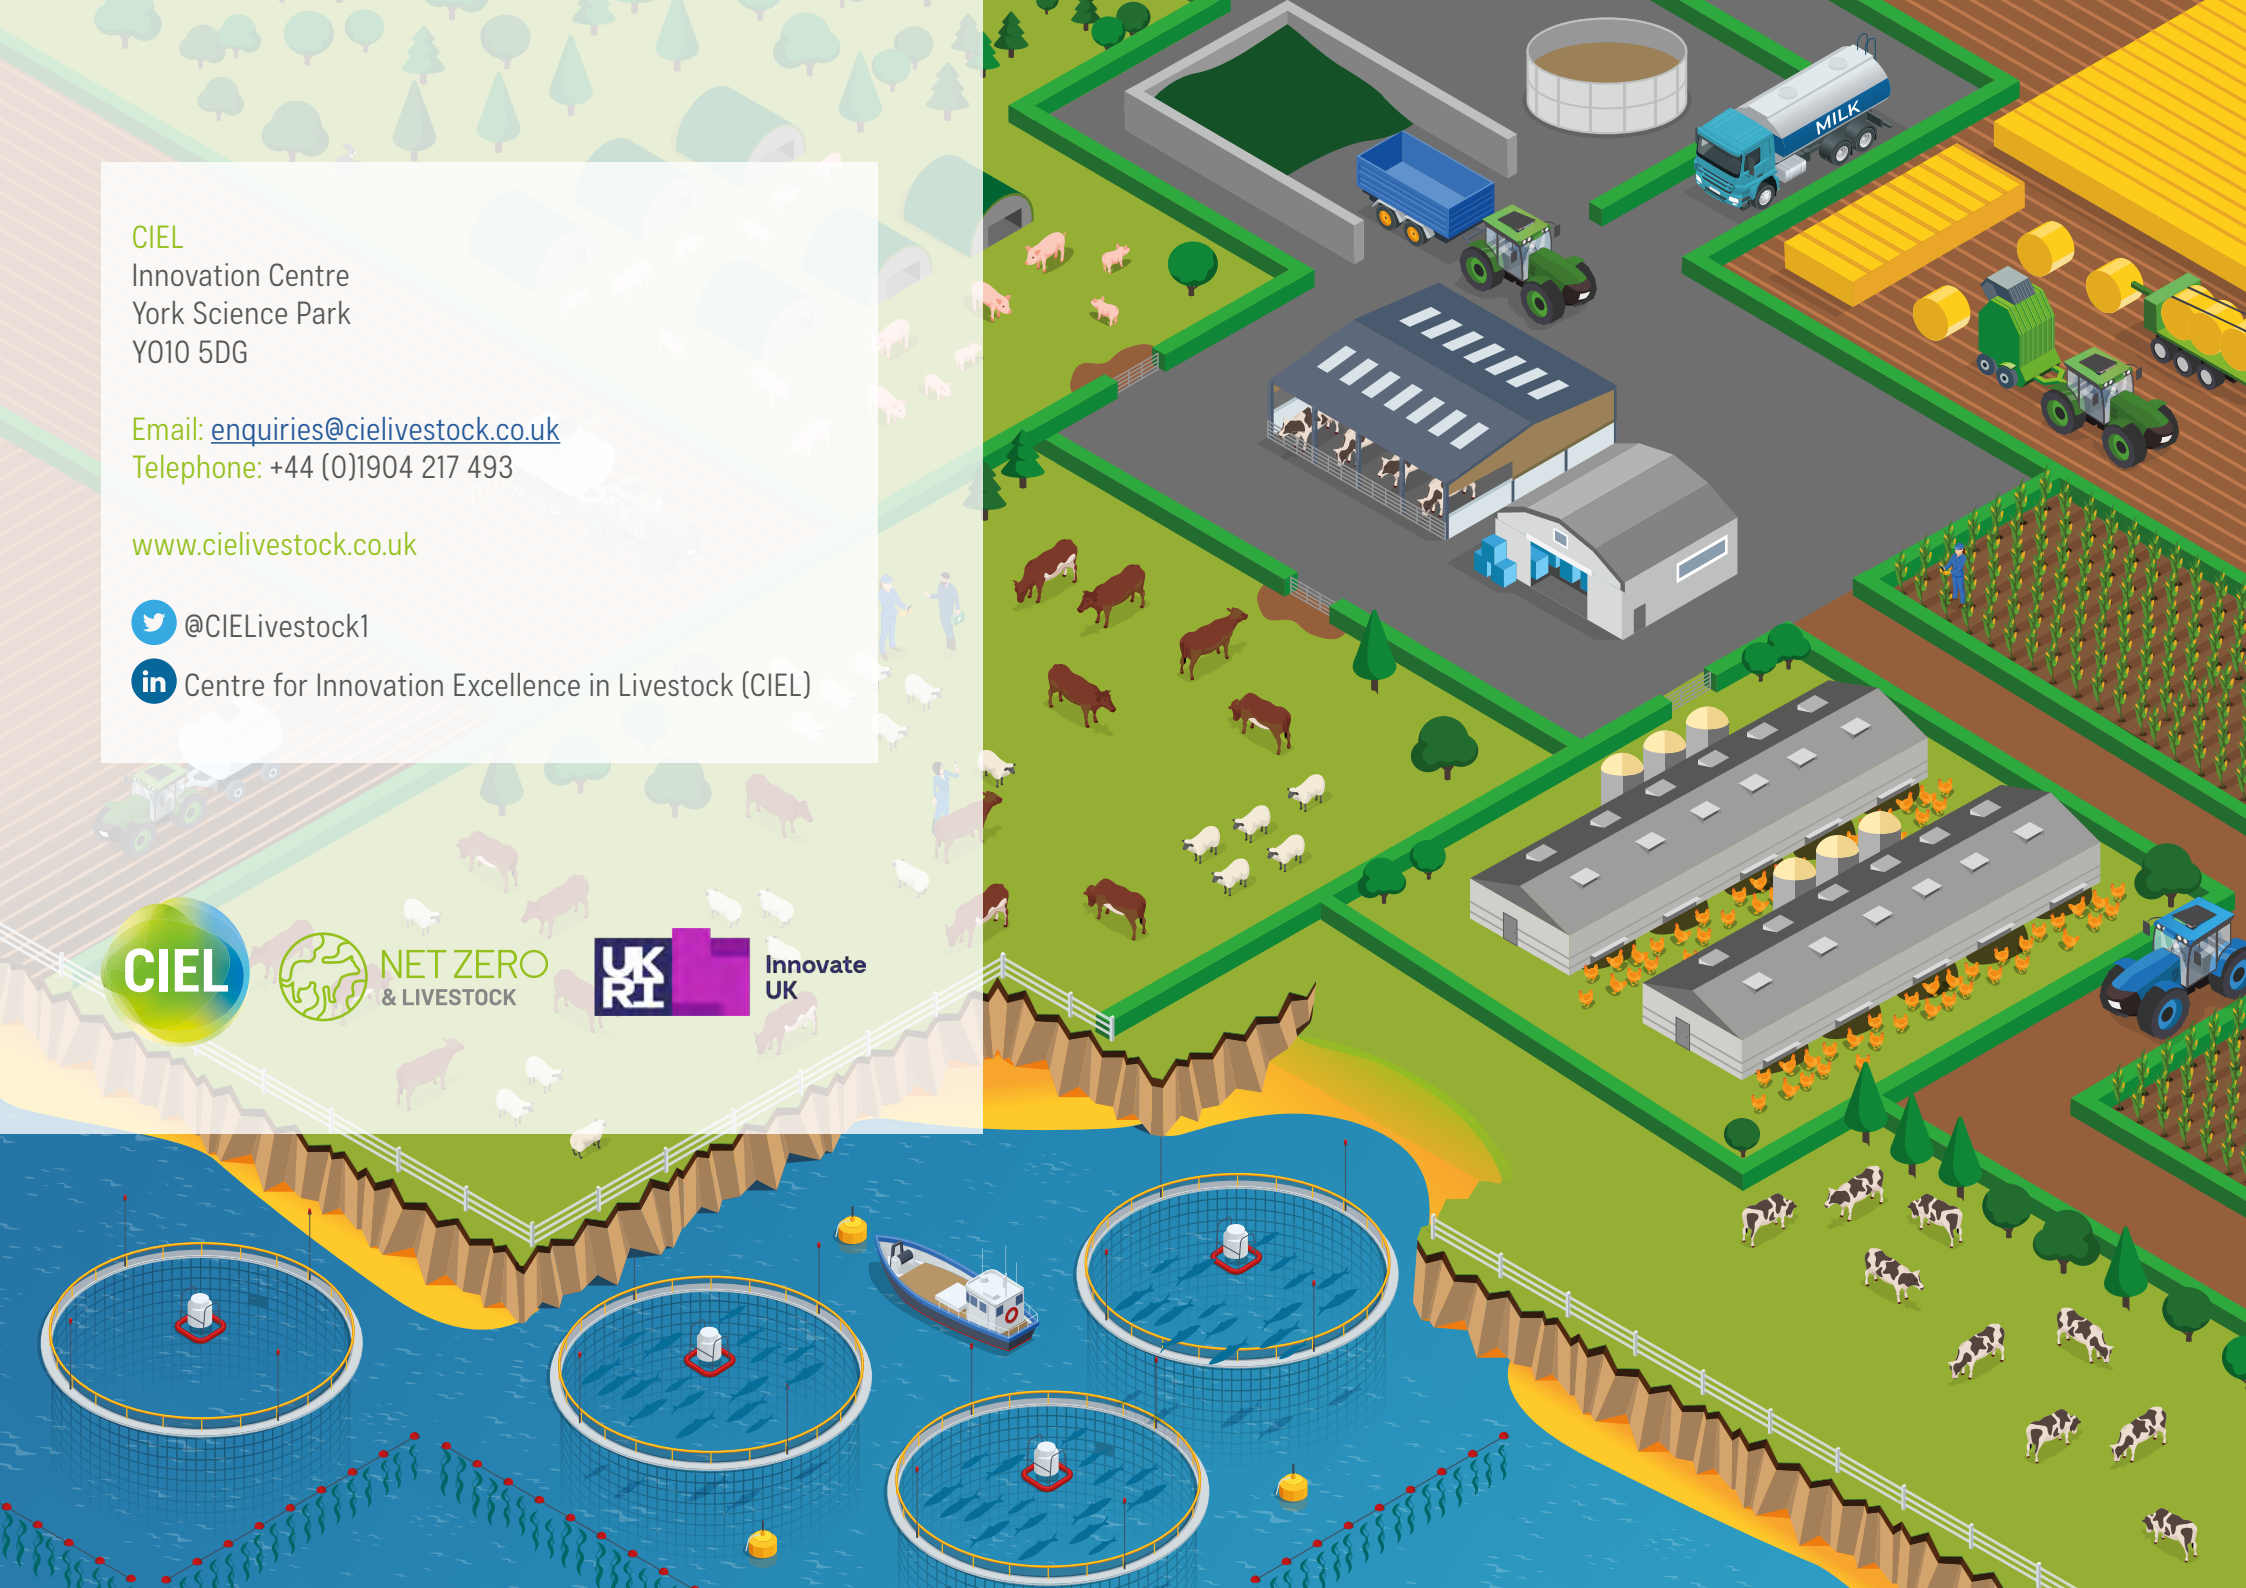 CIEL
Innovation Centre
York Science Park
YO10 5DG
Email: enquiries@cielivestock.co.uk
Telephone: +44 (0)1904 217 493
www.cielivestock.co.uk
@CIELivestock1
in Centre for Innovation Excellence in Livestock (CIEL)
CIEL
NET ZERO
& LIVESTOCK
UK
RI
Innovate
UK
MILK